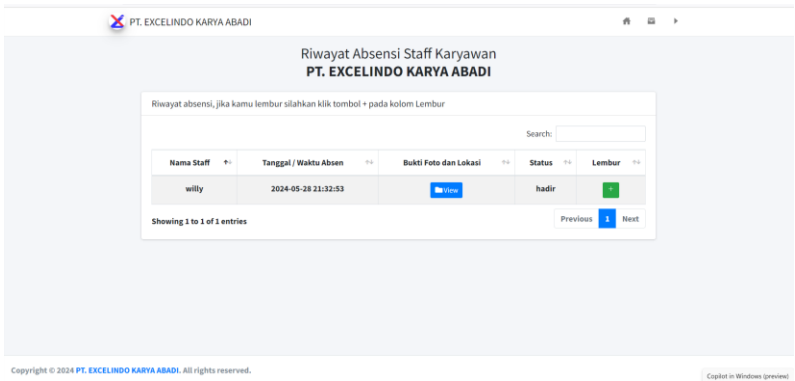 PT. EXCELINDO KARYA ABADI
Riwayat Absensi Staff Karyawan
PT. EXCELINDO KARYA ABADI
Riwayat absensi, jika kamu lembur silahkan klik tombol + pada kolom Lembur
Search:
Nama Staff Tanggal / Waktu Absen Bukti Foto dan Lokasi Status Lembur
willy 2024-05-28 21:32:53 View hadir +
Showing 1 to 1 of 1 entries
Previous 1 Next
Copyright © 2024 PT. EXCELINDO KARYA ABADI. All rights reserved.
Copilot in Windows (preview)